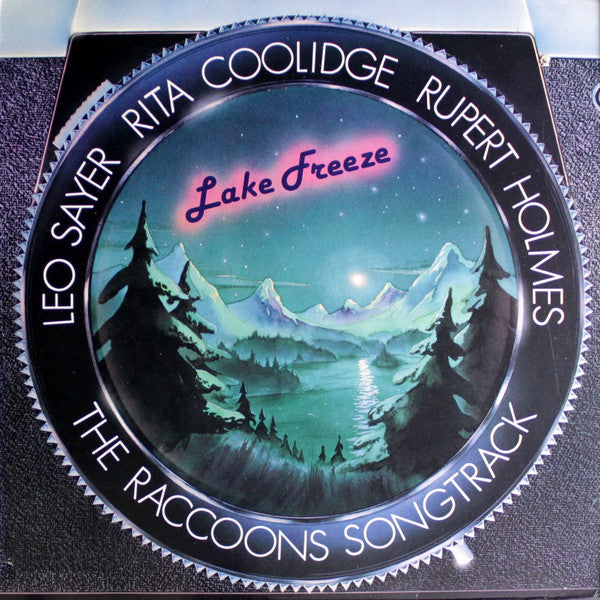 LEO SAYER RITA COOLIDGE RUPERT HOLMES
Lake Freeze
THE RACCOONS SONGTRACK